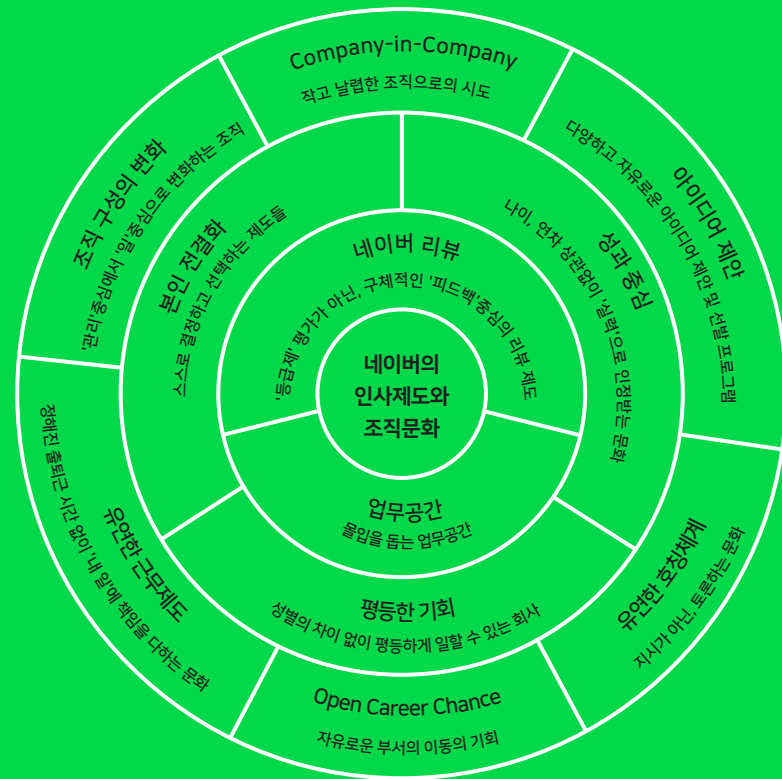 Company-in-Company
작고 날렵한 조직으로의 시도
아이디어 제안
다양하고 자유로운 아이디어 제안 및 선발 프로그램
유연한 호칭체계
지시가 아닌, 토론하는 문화
Open Career Chance
자유로운 부서의 이동의 기회
유연한 근무제도
정해진 출퇴근 시간 없이 '내 일'에 책임을 다하는 문화
조직 구성의 변화
'관리'중심에서 '일'중심으로 변화하는 조직
본인 전결화
스스로 결정하고 선택하는 제도들
성과 중심
나이, 연차 상관없이 '실력'으로 인정받는 문화
평등한 기회
성별의 차이 없이 평등하게 일할 수 있는 회사
네이버 리뷰
'등급제' 평가가 아닌, 구체적인 '피드백'중심의 리뷰 제도
업무공간
몰입을 돕는 업무공간
네이버의
인사제도와
조직문화